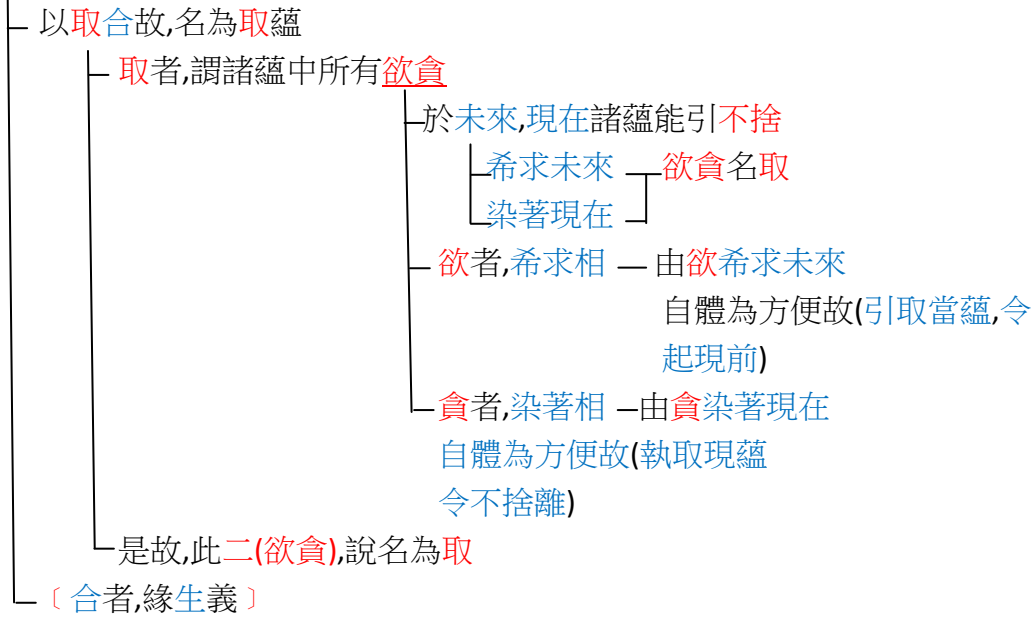 以取合故,名為取蘊
取者,謂諸蘊中所有欲貪
於未來,現在諸蘊能引不捨
希求未來 欲貪名取
染著現在
欲者,希求相 由欲希求未來
自體為方便故(引取當蘊,令
起現前)
貪者,染著相 由貪染著現在
自體為方便故(執取現蘊
令不捨離)
是故,此二(欲貪),說名為取
﹝合者,緣生義﹞